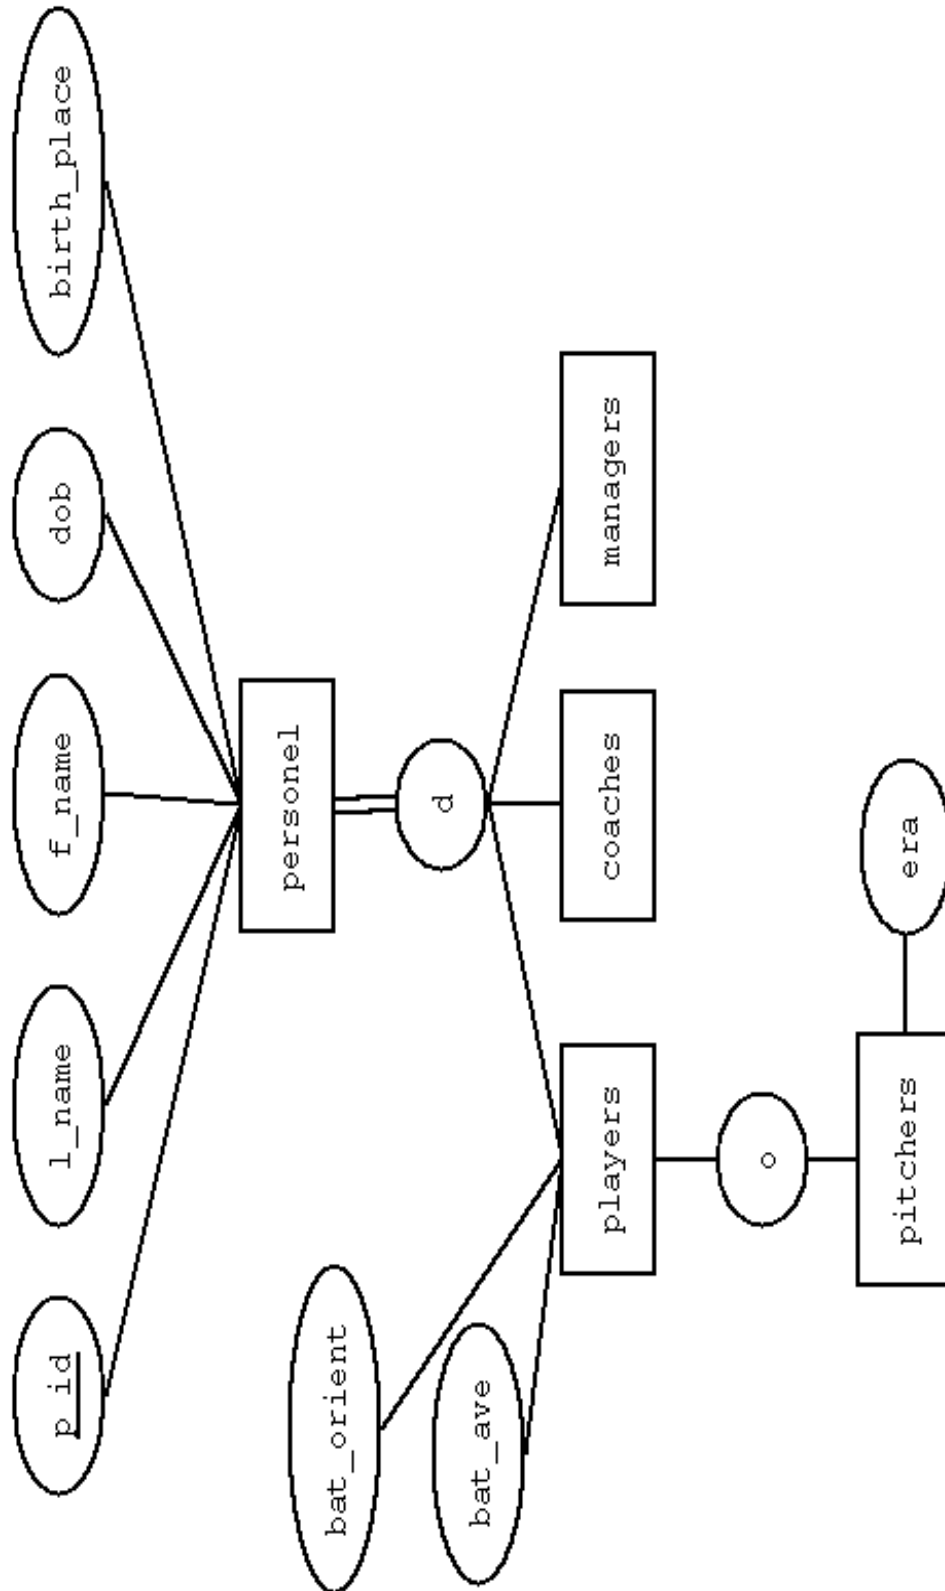 p_id
l_name
f_name
dob
birth_place
bat_orient
personel
bat_ave
d
players
coaches
managers
o
pitchers
era